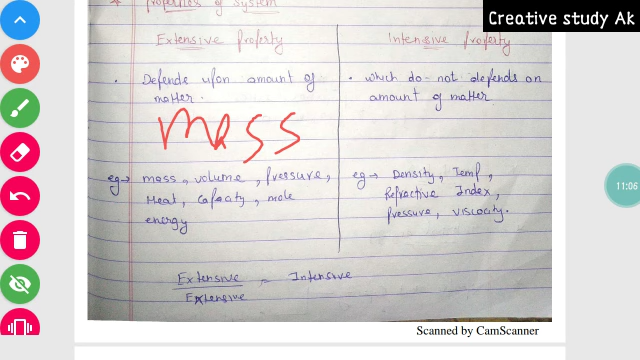 Creative study Ak
* Properties of system
Extensive Property
Intensive Property
• Depends upon amount of
matter.
• which do not depends on
amount of matter
mass
eg→ mass, volume, pressure,
Heat, Capacity, mole
energy
eg→ Density, Temp,
Refractive Index,
pressure, viscocity.
Extensive = Intensive
Extensive
11:06
Scanned by CamScanner